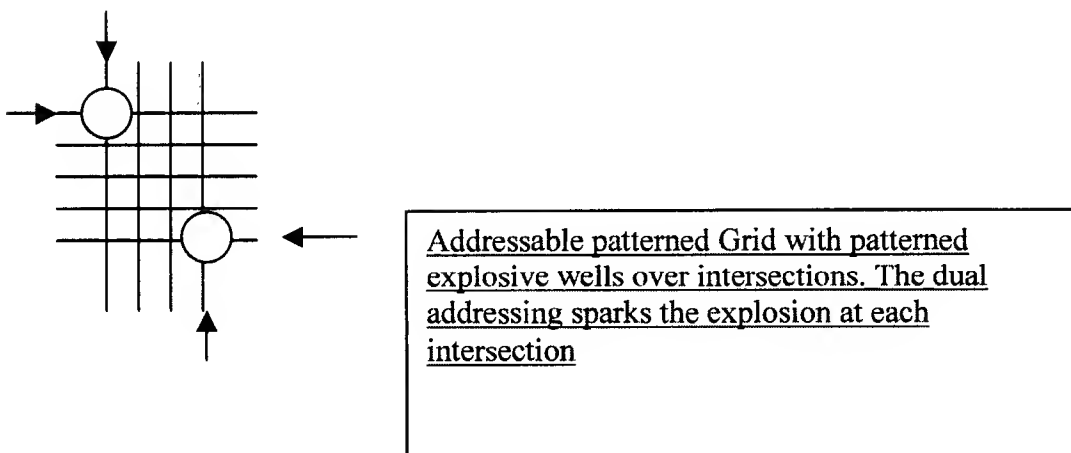 Addressable patterned Grid with patterned
explosive wells over intersections. The dual
addressing sparks the explosion at each
intersection